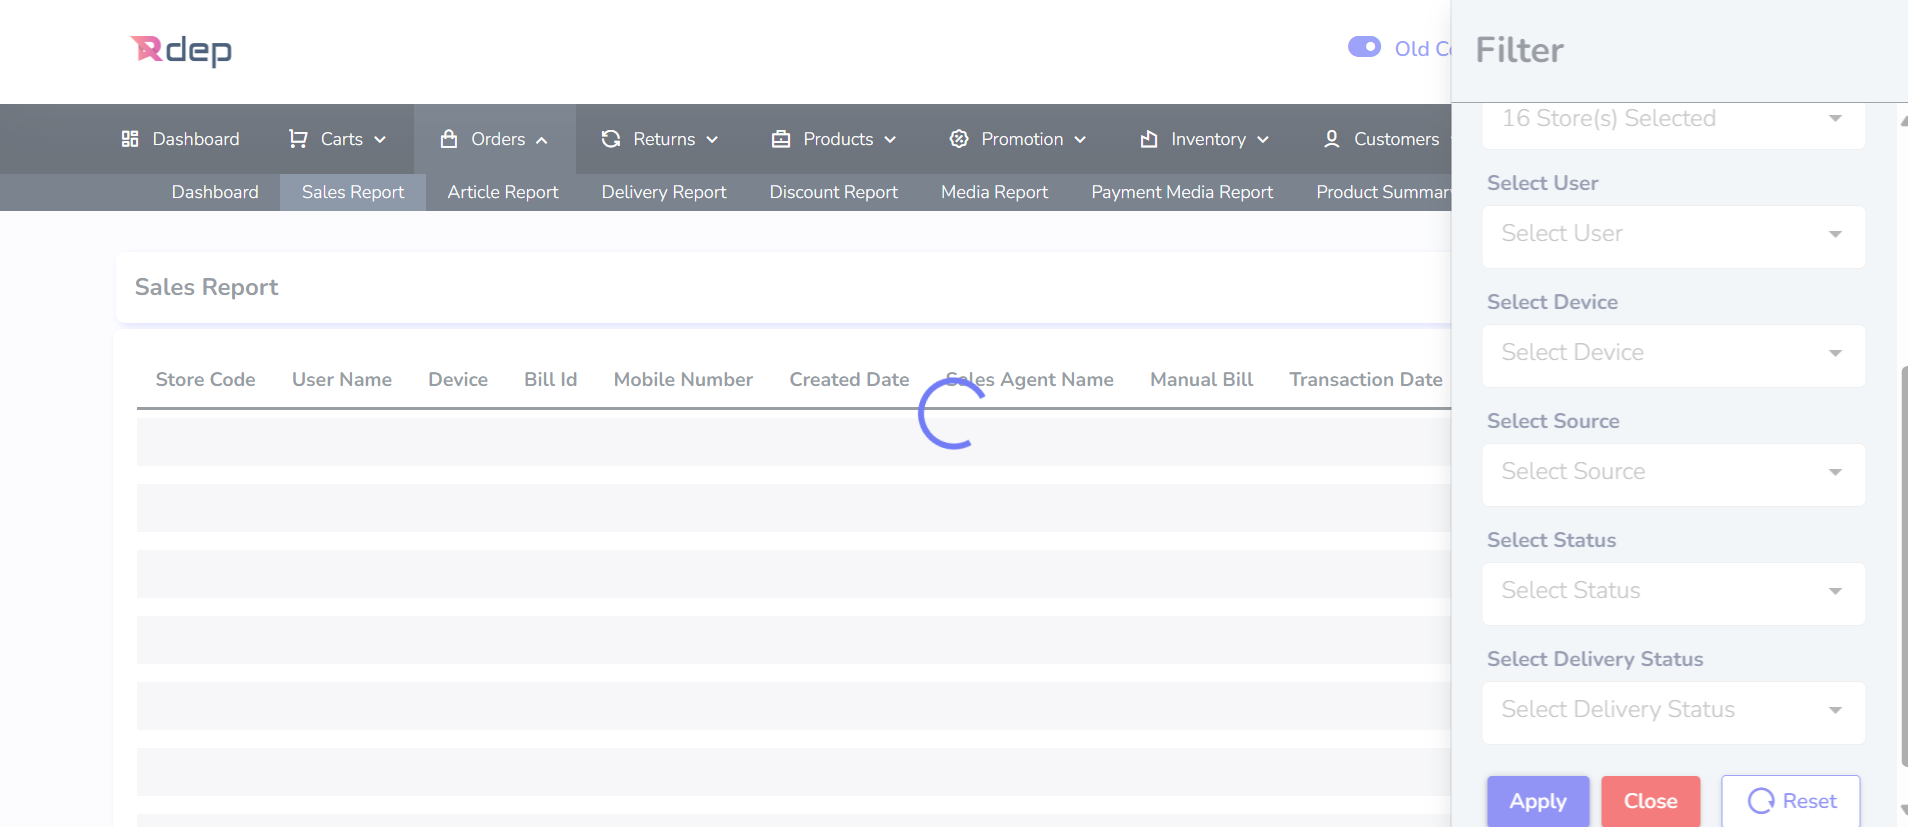 Rdep
Old
Filter
Dashboard Carts Orders Returns Products Promotion Inventory Customers
Dashboard Sales Report Article Report Delivery Report Discount Report Media Report Payment Media Report Product Summary
16 Store(s) Selected
Select User
Select User
Select Device
Select Device
Select Source
Select Source
Select Status
Select Status
Select Delivery Status
Select Delivery Status
Apply Close Reset
Sales Report
Store Code User Name Device Bill Id Mobile Number Created Date Sales Agent Name Manual Bill Transaction Date